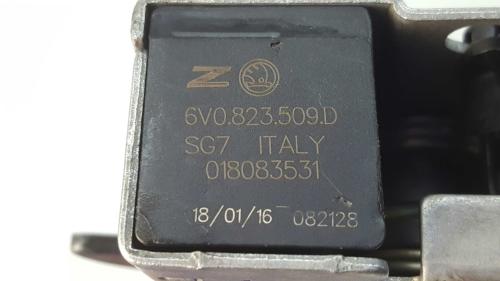 Z
6V0.823.509.D
SG7 ITALY
018083531
18/01/16 082128